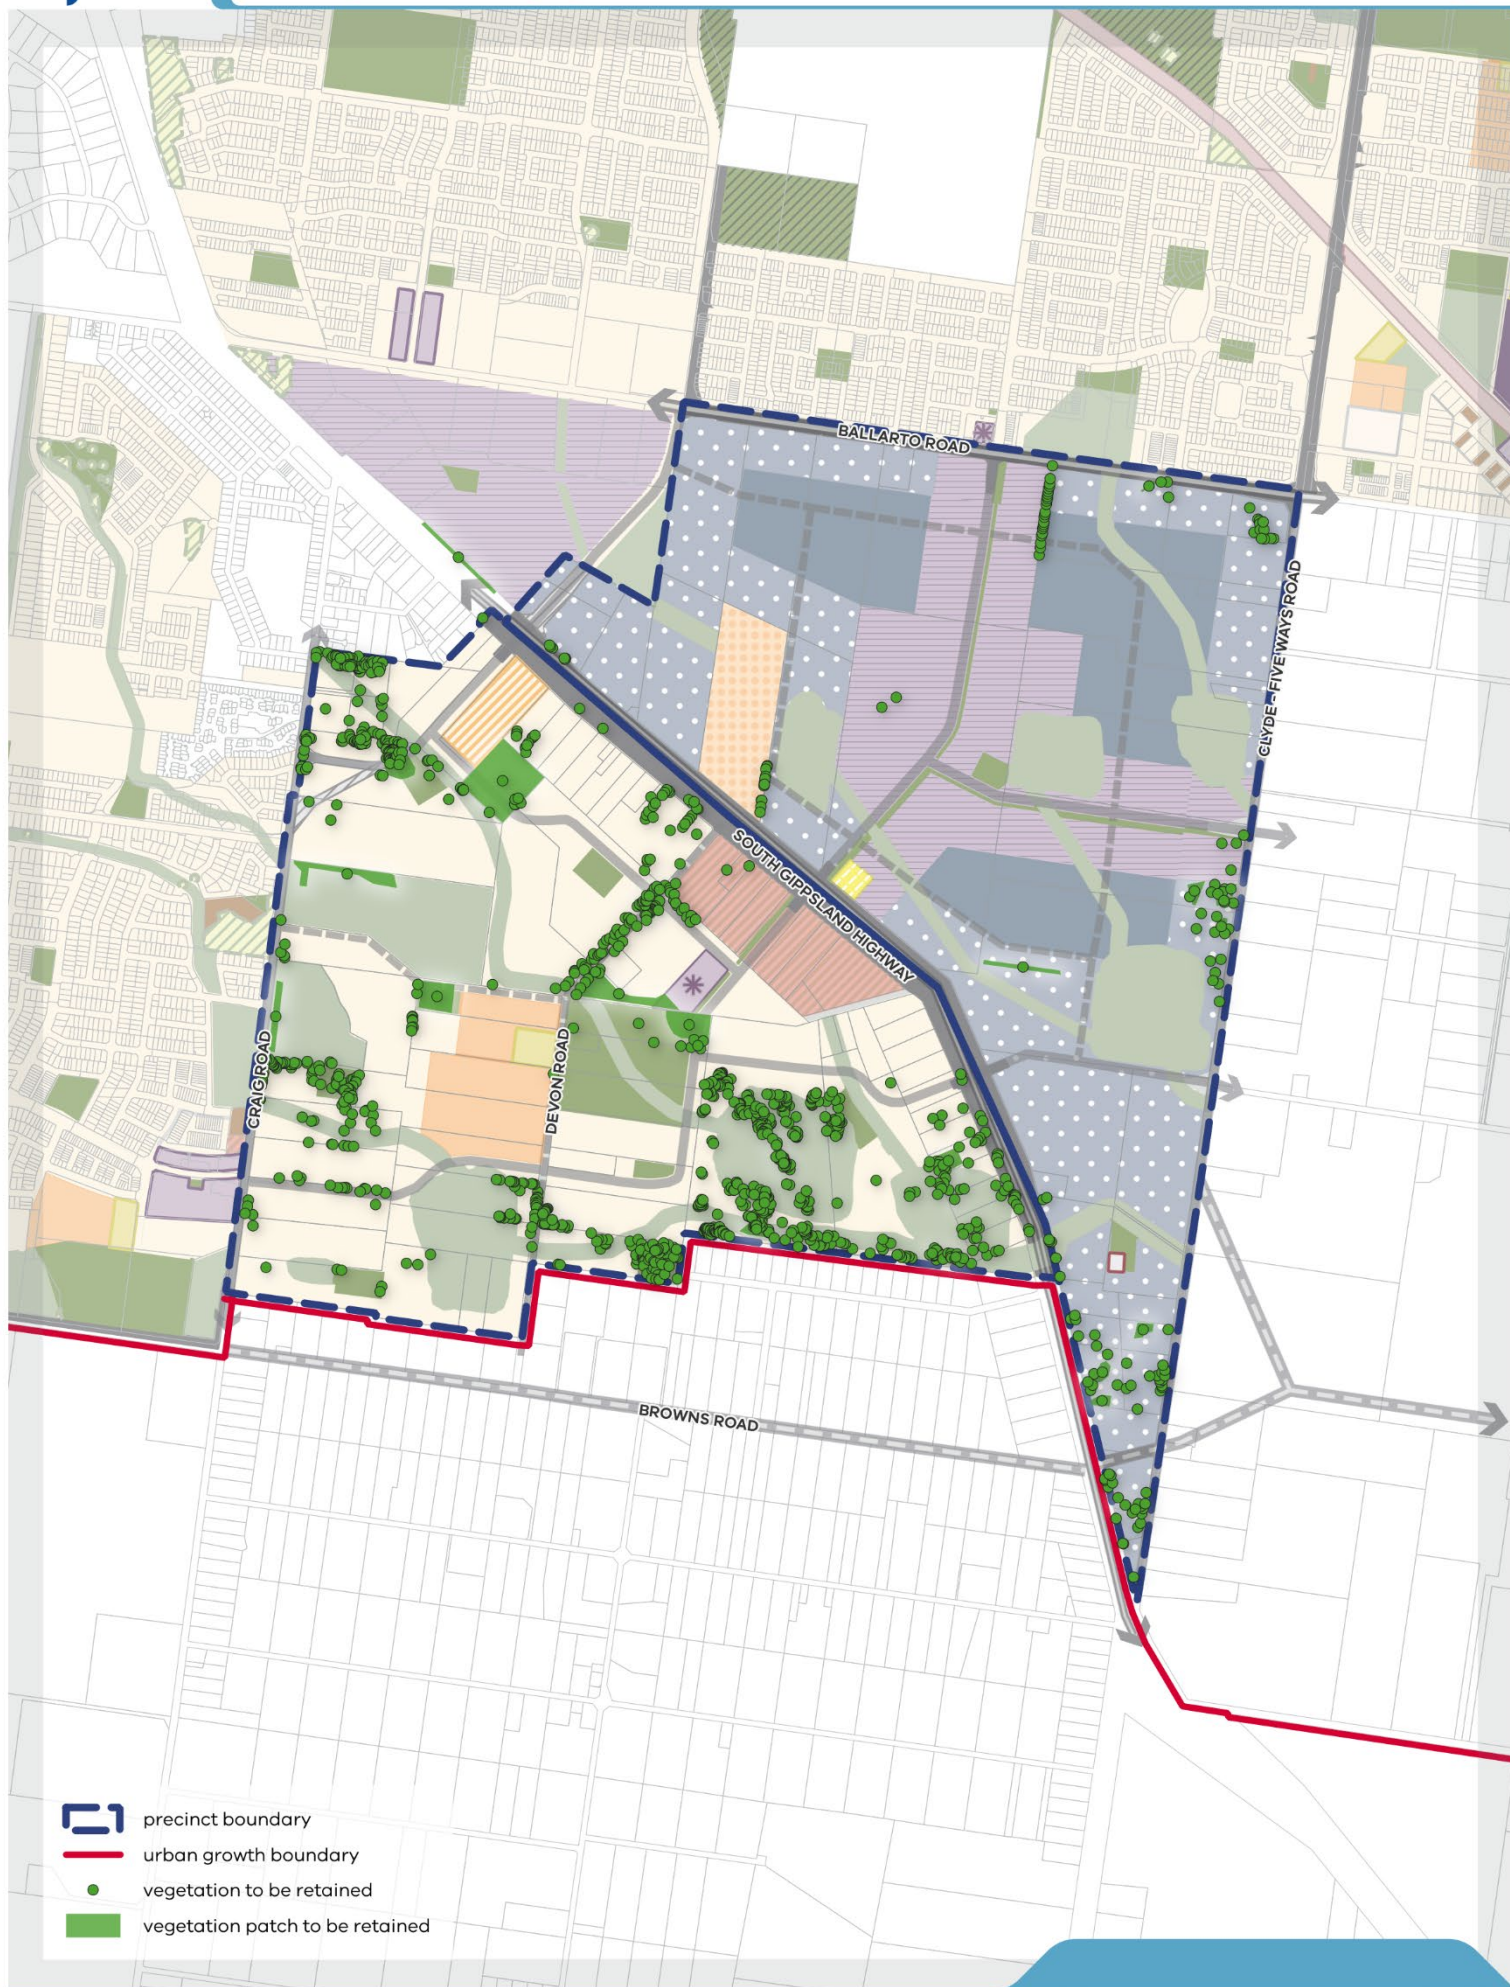 BALLARTO ROAD
CLYDE - FIVE WAYS ROAD
SOUTH GIPPSLAND HIGHWAY
CRAIG ROAD
DEVON ROAD
BROWNS ROAD
precinct boundary
urban growth boundary
vegetation to be retained
vegetation patch to be retained